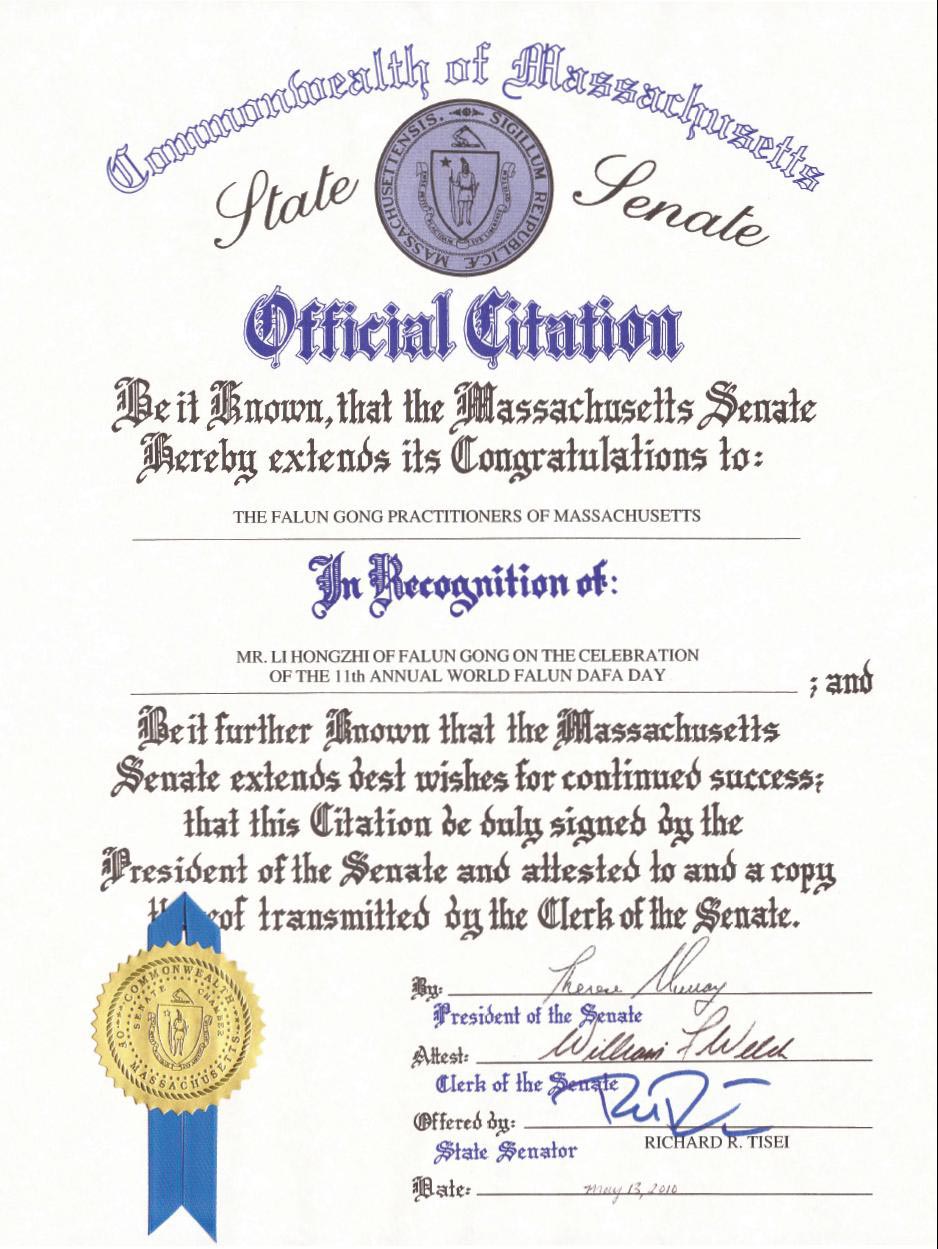 Commonwealth of Massachusetts
State Senate
SIGILLUM REIPUBLICÆ MASSACHUSETTENSIS.
Official Citation
Be it Known, that the Massachusetts Senate
Hereby extends its Congratulations to:
THE FALUN GONG PRACTITIONERS OF MASSACHUSETTS
In Recognition of:
MR. LI HONGZHI OF FALUN GONG ON THE CELEBRATION
OF THE 11th ANNUAL WORLD FALUN DAFA DAY
; and
Be it further Known that the Massachusetts
Senate extends best wishes for continued success;
that this Citation be duly signed by the
President of the Senate and attested to and a copy
thereof transmitted by the Clerk of the Senate.
COMMONWEALTH OF MASSACHUSETTS
SENATE CHAMBER
By: Therese Murray
President of the Senate
Attest: William F Welch
Clerk of the Senate
Offered by:
RICHARD R. TISEI
State Senator
Date: May 13, 2010